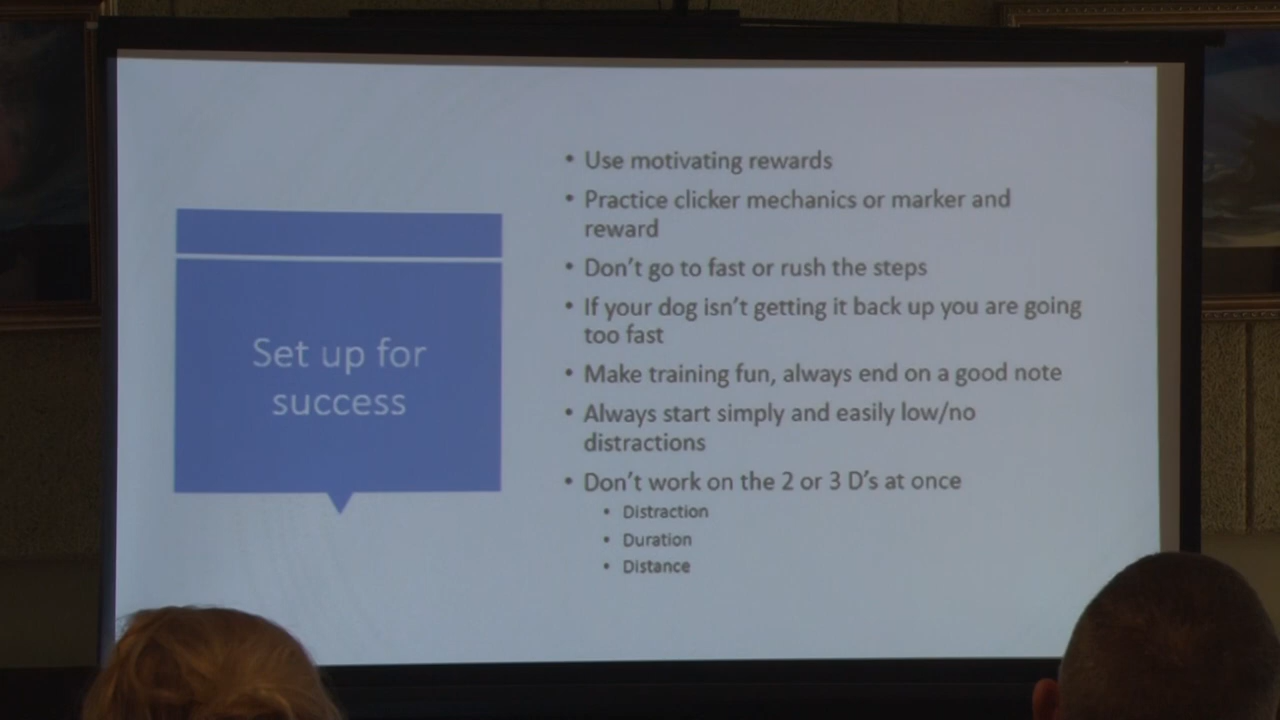 Set up for
success
• Use motivating rewards
• Practice clicker mechanics or marker and
reward
• Don't go to fast or rush the steps
• If your dog isn't getting it back up you are going
too fast
• Make training fun, always end on a good note
• Always start simply and easily low/no
distractions
• Don't work on the 2 or 3 D's at once
• Distraction
• Duration
• Distance